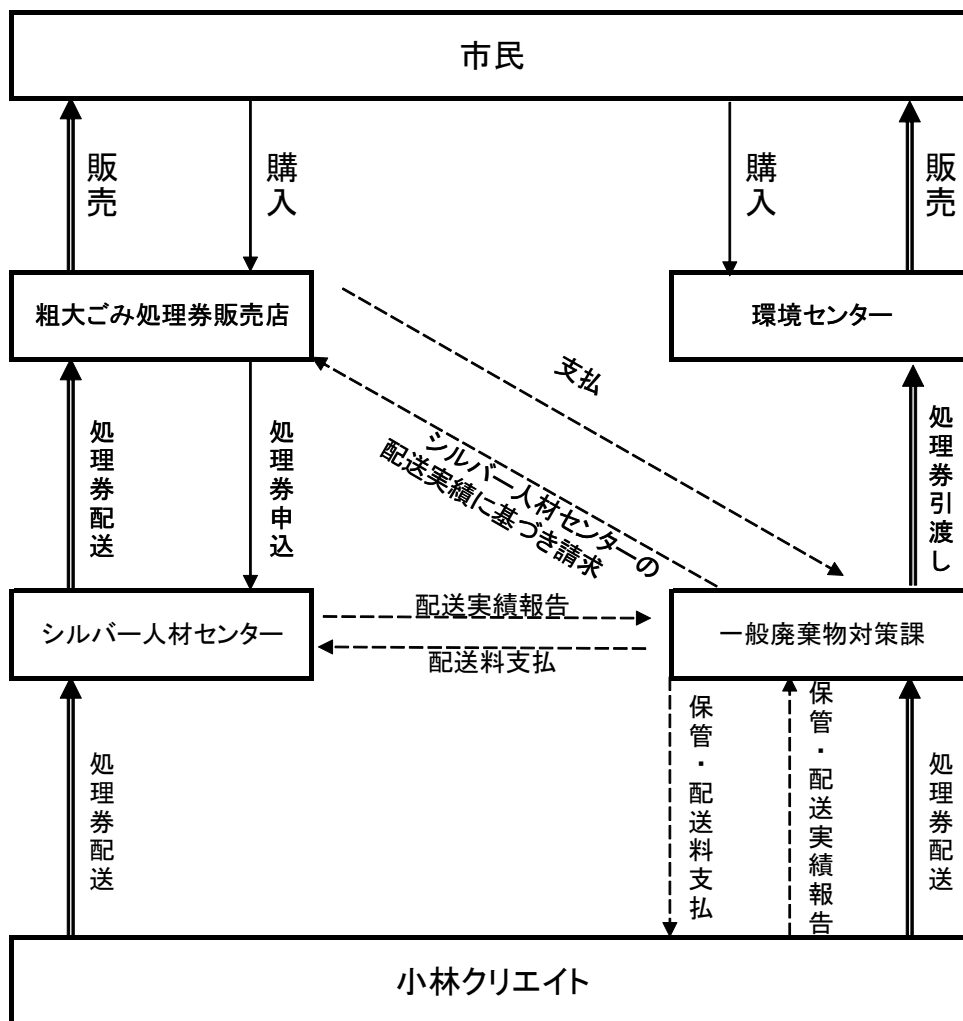 市民
販売
購入
購入
販売
粗大ごみ処理券販売店
環境センター
支払
シルバー人材センターの
配送実績に基づき請求
処理券配送
処理券申込
処理券引渡し
シルバー人材センター
配送実績報告
配送料支払
一般廃棄物対策課
処理券配送
保管・配送料支払
保管・配送実績報告
処理券配送
小林クリエイト